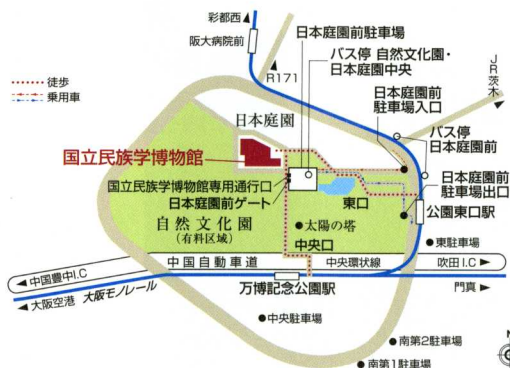 彩都西
阪大病院前
R171
日本庭園前駐車場
バス停 自然文化園・
日本庭園中央
JR茨木
徒歩
乗用車
日本庭園
日本庭園前
駐車場入口
バス停
日本庭園前
国立民族学博物館
国立民族学博物館専用通行口
日本庭園前ゲート
日本庭園前
駐車場出口
東口
公園東口駅
自然文化園
(有料区域)
太陽の塔
中央口
東駐車場
中国自動車道
中央環状線
吹田I.C
中国豊中I.C
大阪空港
大阪モノレール
万博記念公園駅
門真
中央駐車場
南第2駐車場
南第1駐車場
N